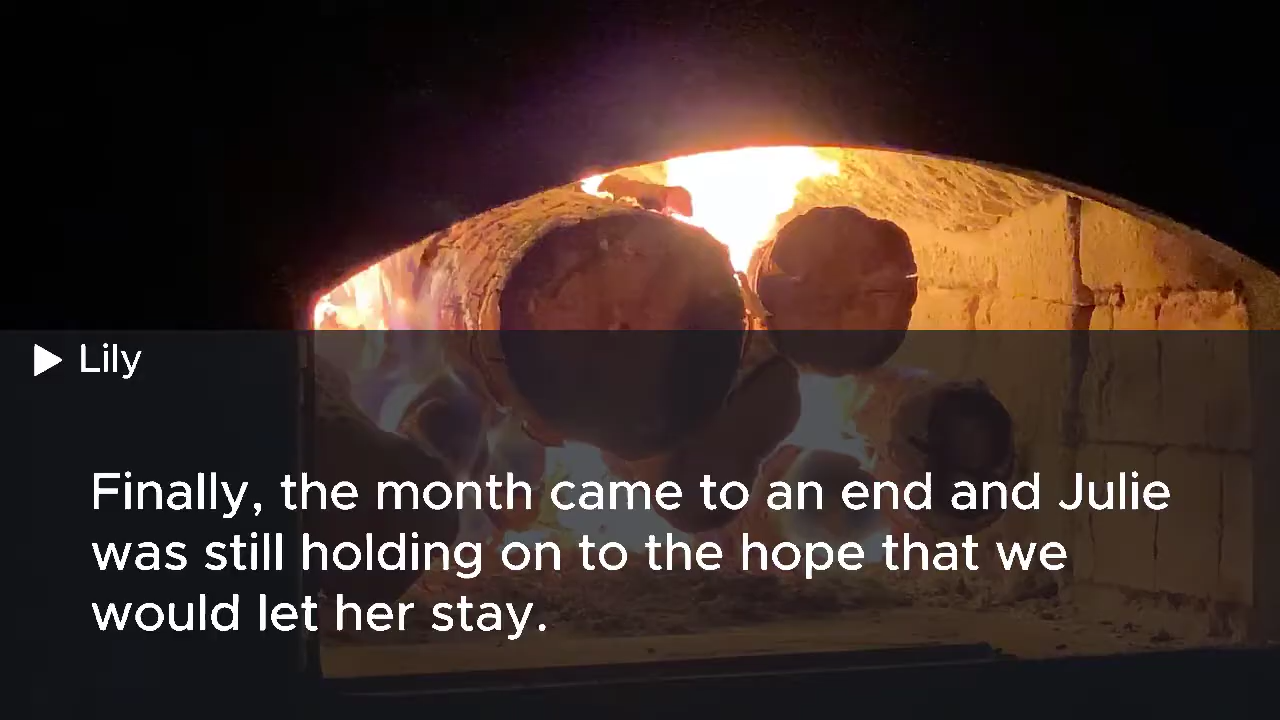 Lily
Finally, the month came to an end and Julie
was still holding on to the hope that we
would let her stay.